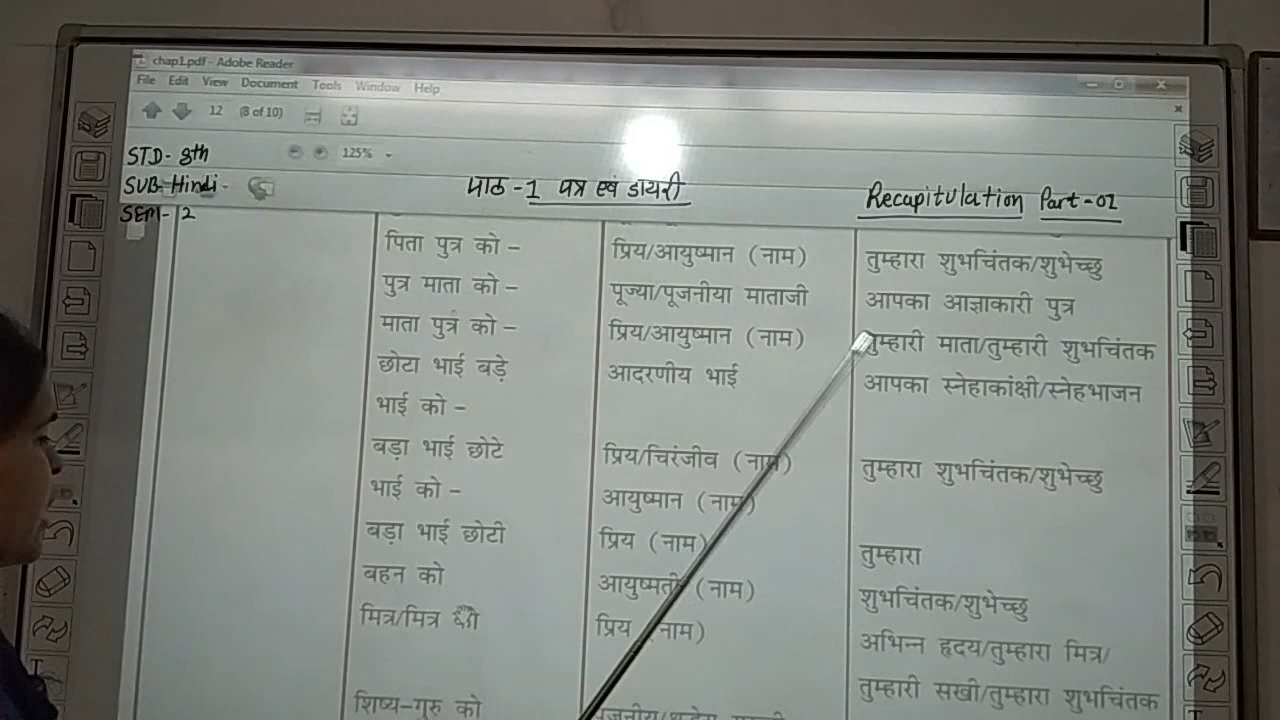 chap1.pdf - Adobe Reader
File Edit View Document Tools Window Help
12 (8 of 10)
125%
STD- 8th
SUB- Hindi-
SEM- 2
पाठ -1 पत्र एवं डायरी
Recapitulation Part-02
पिता पुत्र को – प्रिय/आयुष्मान (नाम) तुम्हारा शुभचिंतक/शुभेच्छु
पुत्र माता को – पूज्या/पूजनीया माताजी आपका आज्ञाकारी पुत्र
माता पुत्र को – प्रिय/आयुष्मान (नाम) तुम्हारी माता/तुम्हारी शुभचिंतक
छोटा भाई बड़े आदरणीय भाई आपका स्नेहाकांक्षी/स्नेहभाजन
भाई को –
बड़ा भाई छोटे प्रिय/चिरंजीव (नाम) तुम्हारा शुभचिंतक/शुभेच्छु
भाई को – आयुष्मान (नाम)
बड़ा भाई छोटी प्रिय (नाम) तुम्हारा
बहन को आयुष्मती (नाम) शुभचिंतक/शुभेच्छु
मित्र/मित्र को प्रिय (नाम) अभिन्न हृदय/तुम्हारा मित्र/
तुम्हारी सखी/तुम्हारा शुभचिंतक
शिष्य-गुरु को